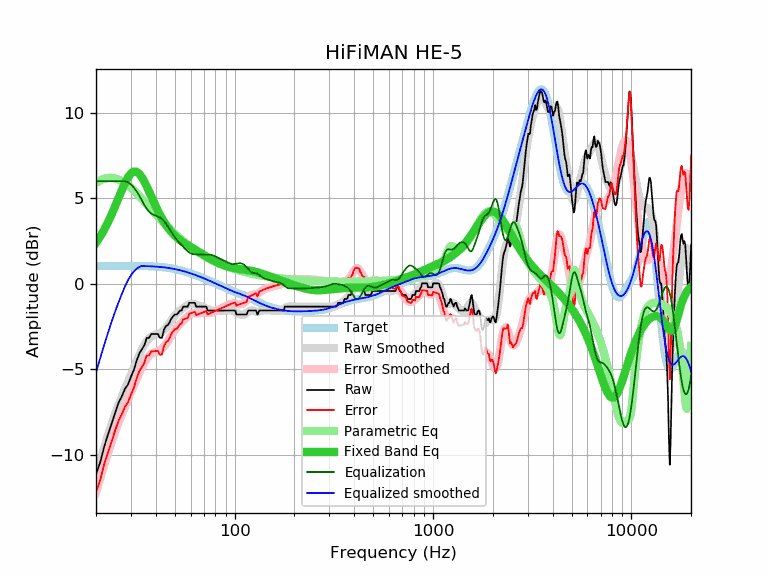 HiFiMAN HE-5
Amplitude (dBr)
10
5
0
−5
−10
Target
Raw Smoothed
Error Smoothed
Raw
Error
Parametric Eq
Fixed Band Eq
Equalization
Equalized smoothed
100
1000
10000
Frequency (Hz)